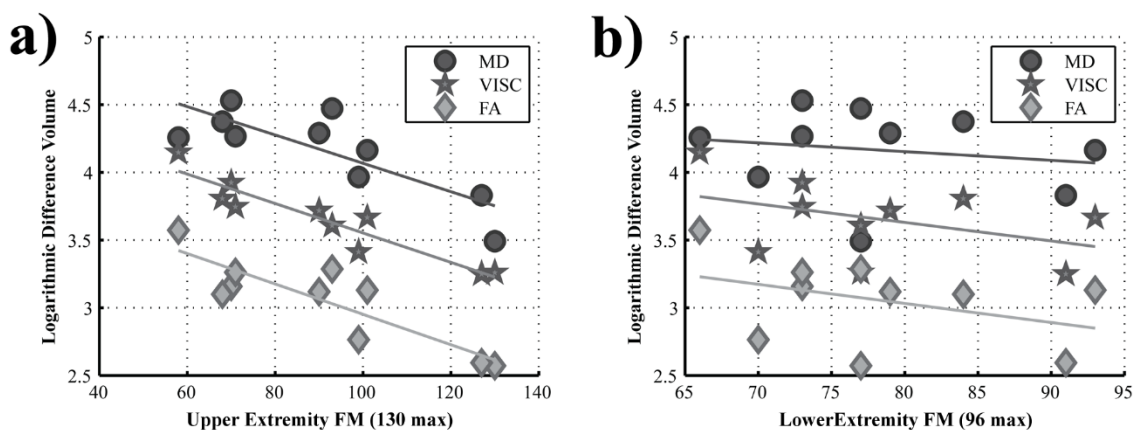 a)
Logarithmic Difference Volume
5
4.5
4
3.5
3
2.5
40
60
80
100
120
140
Upper Extremity FM (130 max)
MD
VISC
FA
b)
Logarithmic Difference Volume
5
4.5
4
3.5
3
2.5
65
70
75
80
85
90
95
LowerExtremity FM (96 max)
MD
VISC
FA